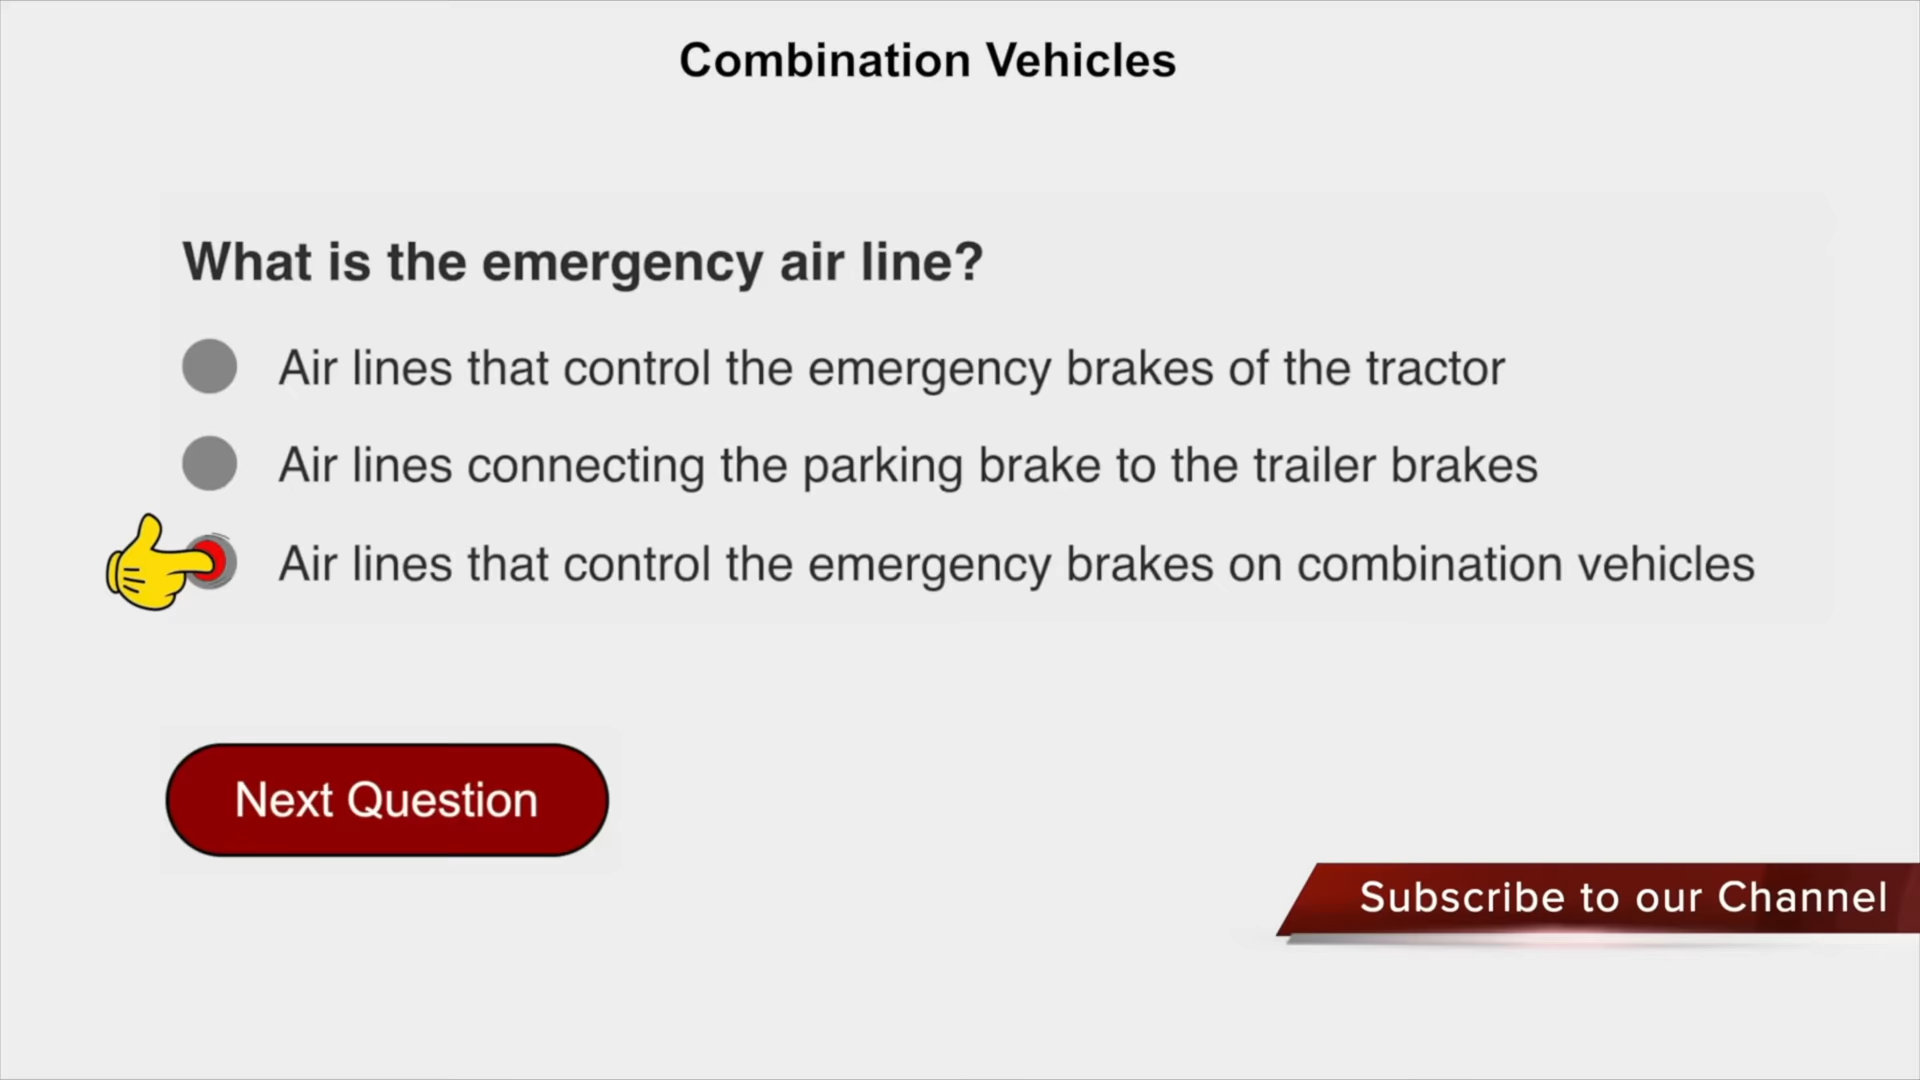 Combination Vehicles
What is the emergency air line?
Air lines that control the emergency brakes of the tractor
Air lines connecting the parking brake to the trailer brakes
Air lines that control the emergency brakes on combination vehicles
Next Question
Subscribe to our Channel